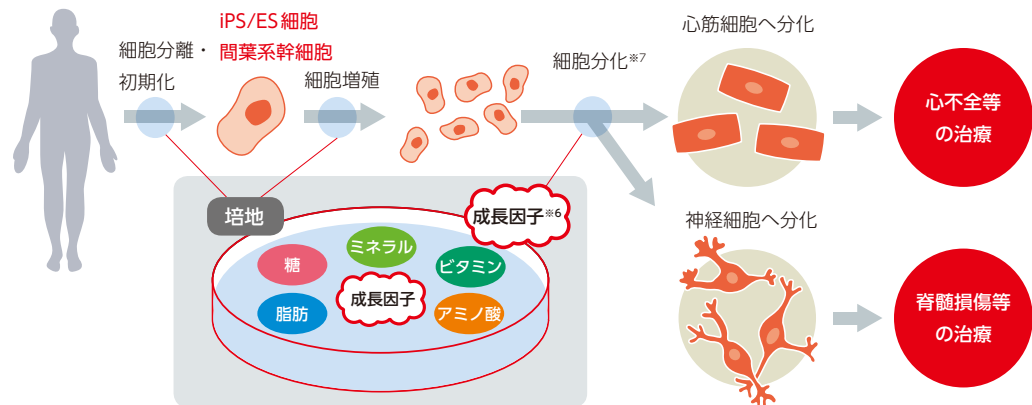 細胞分離・
初期化
iPS/ES細胞
間葉系幹細胞
細胞増殖
細胞分化※7
心筋細胞へ分化
心不全等
の治療
神経細胞へ分化
脊髄損傷等
の治療
培地
成長因子※6
糖
ミネラル
ビタミン
成長因子
脂肪
アミノ酸